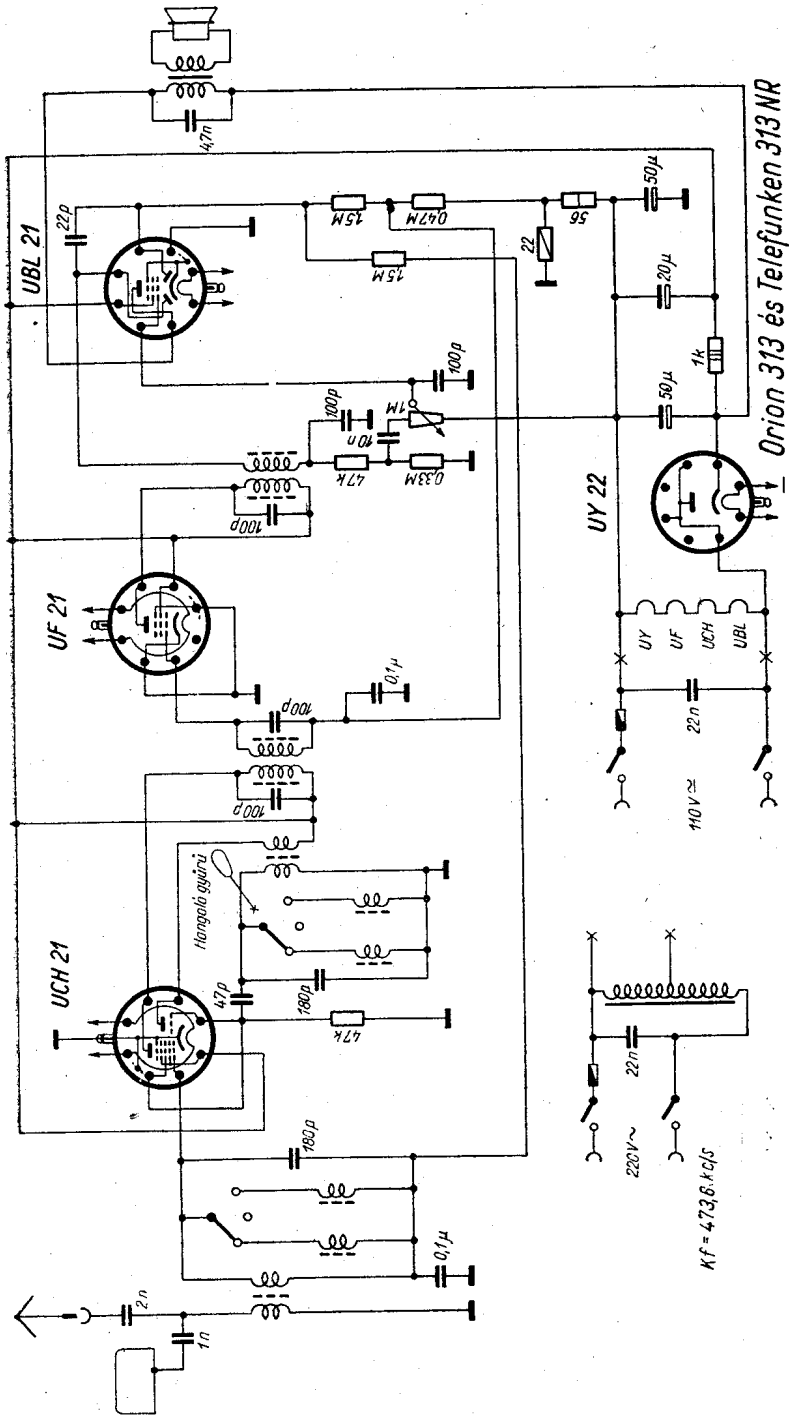 2n
1n
0,1μ
180p
UCH 21
47p
180p
47k
Hangoló gyűrű
100p
100p
0,1μ
UF 21
100p
100p
47k
10n
0,33M
1M
100p
UBL 21
22p
1,5M
1,5M
0,47M
22
56
4,7n
50μ
20μ
50μ
1k
UY 22
UY
UF
UCH
UBL
22n
110V≃
22n
220V~
Kf = 473,6 kc/s
Orion 313 és Telefunken 313 NR